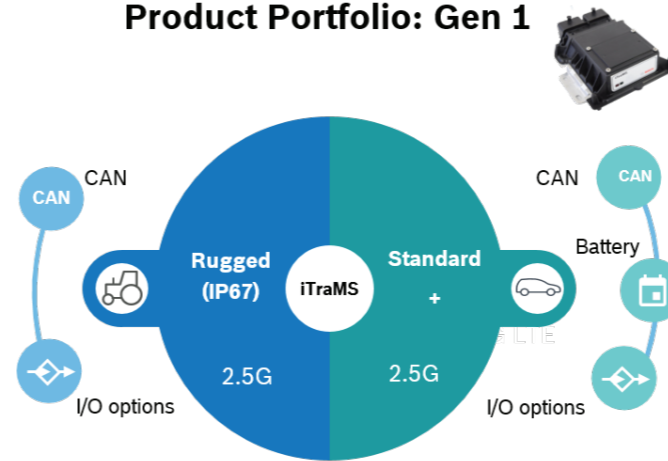 Product Portfolio: Gen 1
CAN
CAN
CAN
CAN
Battery
Rugged
(IP67)
iTraMS
Standard
+
2.5G
2.5G
I/O options
I/O options